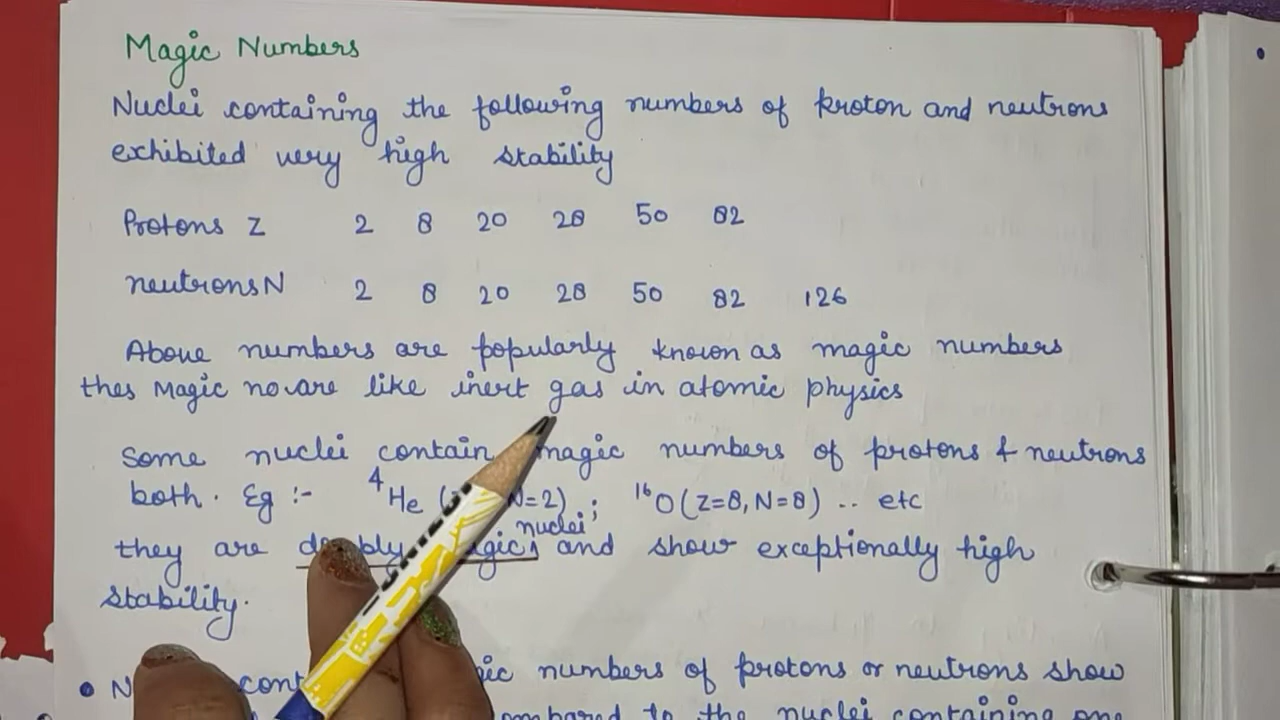 Magic Numbers
Nuclei containing the following numbers of proton and neutrons
exhibited very high stability
Protons Z 2 8 20 28 50 82
neutrons N 2 8 20 28 50 82 126
Above numbers are popularly known as magic numbers
thes Magic no are like inert gas in atomic physics
Some nuclei contain magic numbers of protons & neutrons
both. Eg :- ⁴He ( N=2) ; ¹⁶O (Z=8, N=8) .. etc
nuclei
they are and show exceptionally high
stability.
numbers of protons or neutrons show
to the nuclei containing one